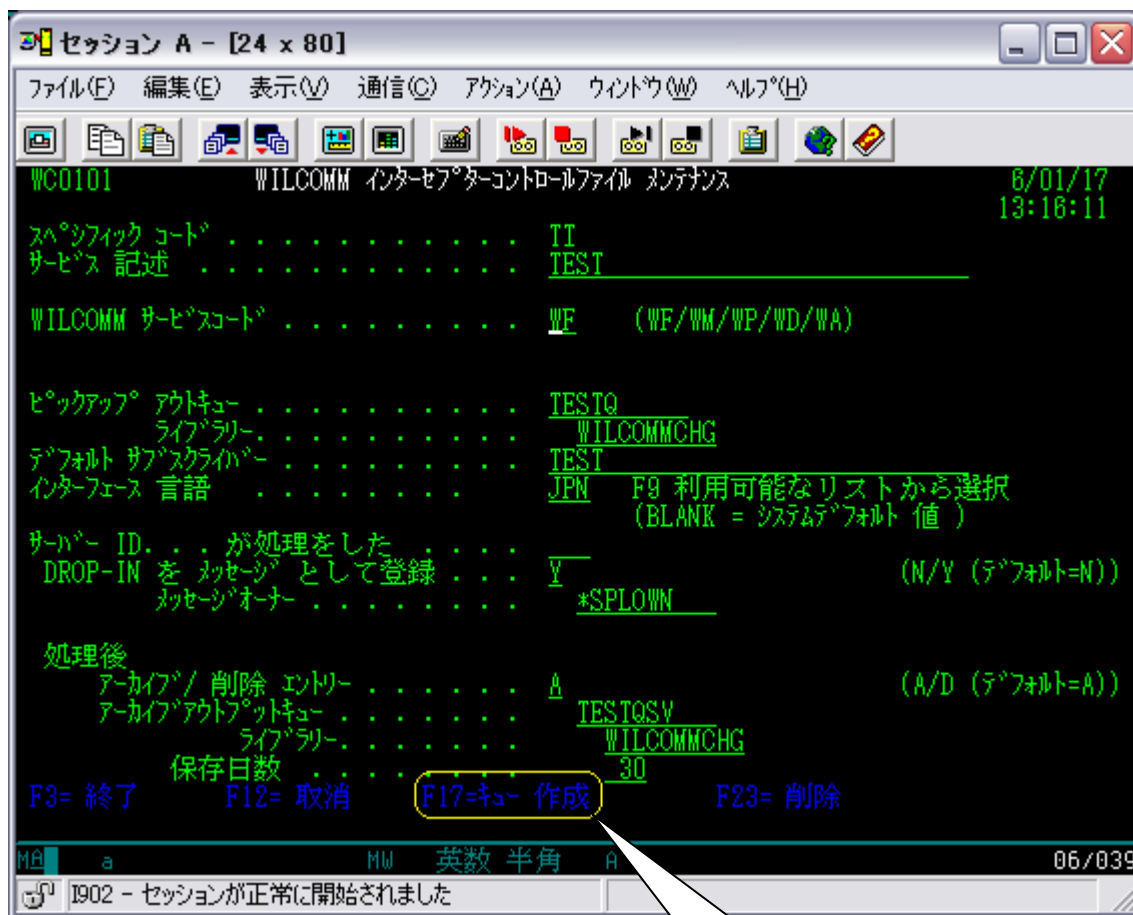 セッション A - [24 x 80]
ファイル(F) 編集(E) 表示(V) 通信(C) アクション(A) ウィンドウ(W) ヘルプ(H)
WC0101 WILCOMM インターセプターコントロールファイル メンテナンス 6/01/17
13:16:11
スペシフィック コード . . . . . . . . . . . TT
サービス 記述 . . . . . . . . . . . . TEST
WILCOMM サービスコード . . . . . . . . . WF (WF/WM/WP/WD/WA)
ピックアップ アウトキュー . . . . . . . . . . TESTQ
ライブラリー. . . . . . . . . . WILCOMMCHG
デフォルト サブスクライバー . . . . . . . . . TEST
インターフェース 言語 . . . . . . . . JPN F9 利用可能なリストから選択
(BLANK = システムデフォルト 値 )
サーバー ID. . . が処理をした . . . .
DROP-IN を メッセージ として登録 . . . Y (N/Y (デフォルト=N))
メッセージオーナー . . . . . . . . *SPLOWN
処理後
アーカイブ/ 削除 エントリー . . . . . . A (A/D (デフォルト=A))
アーカイブアウトプットキュー . . . . . . . TESTQSV
ライブラリー. . . . . . . WILCOMMCHG
保存日数 . . . . . . . . 30
F3= 終了 F12= 取消 F17=キュー 作成 F23= 削除
MA a MW 英数 半角 A 06/039
I902 - セッションが正常に開始されました